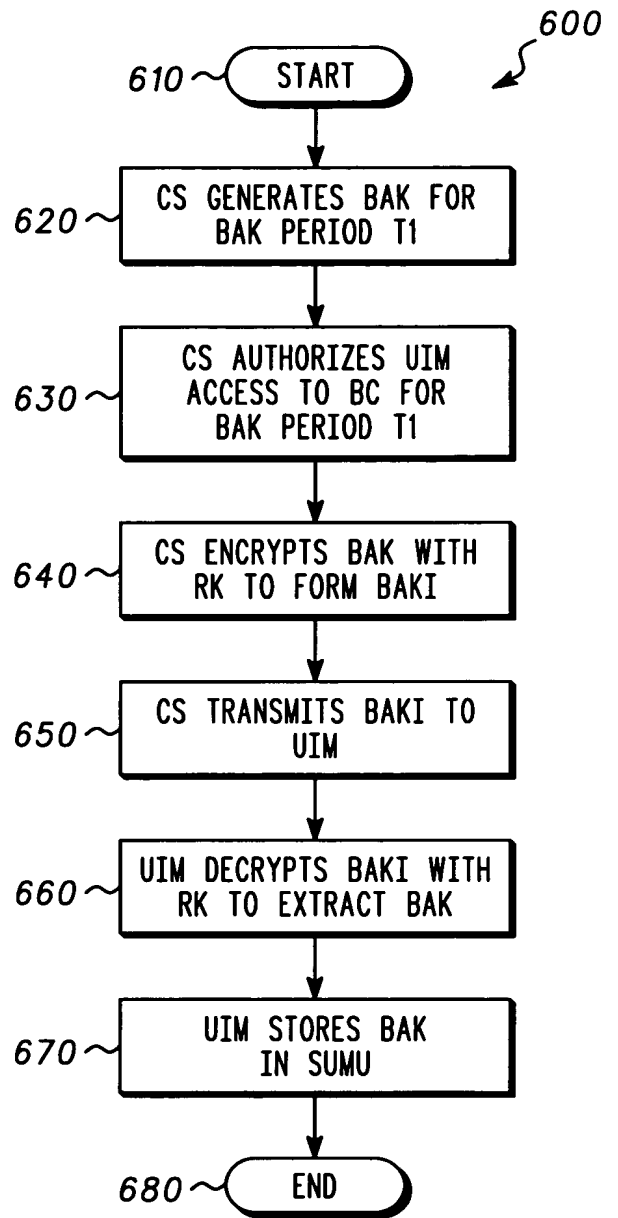 600
610
START
620
CS GENERATES BAK FOR
BAK PERIOD T1
630
CS AUTHORIZES UIM
ACCESS TO BC FOR
BAK PERIOD T1
640
CS ENCRYPTS BAK WITH
RK TO FORM BAKI
650
CS TRANSMITS BAKI TO
UIM
660
UIM DECRYPTS BAKI WITH
RK TO EXTRACT BAK
670
UIM STORES BAK
IN SUMU
680
END